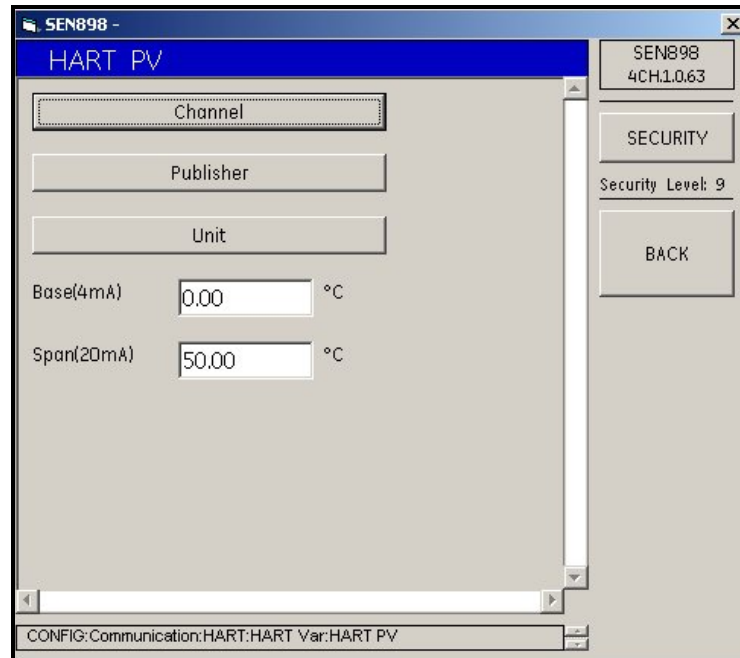 SEN898 -
HART PV
Channel
Publisher
Unit
Base(4mA) 0.00 °C
Span(20mA) 50.00 °C
SEN898
4CH.1.0.63
SECURITY
Security Level: 9
BACK
CONFIG:Communication:HART:HART Var:HART PV